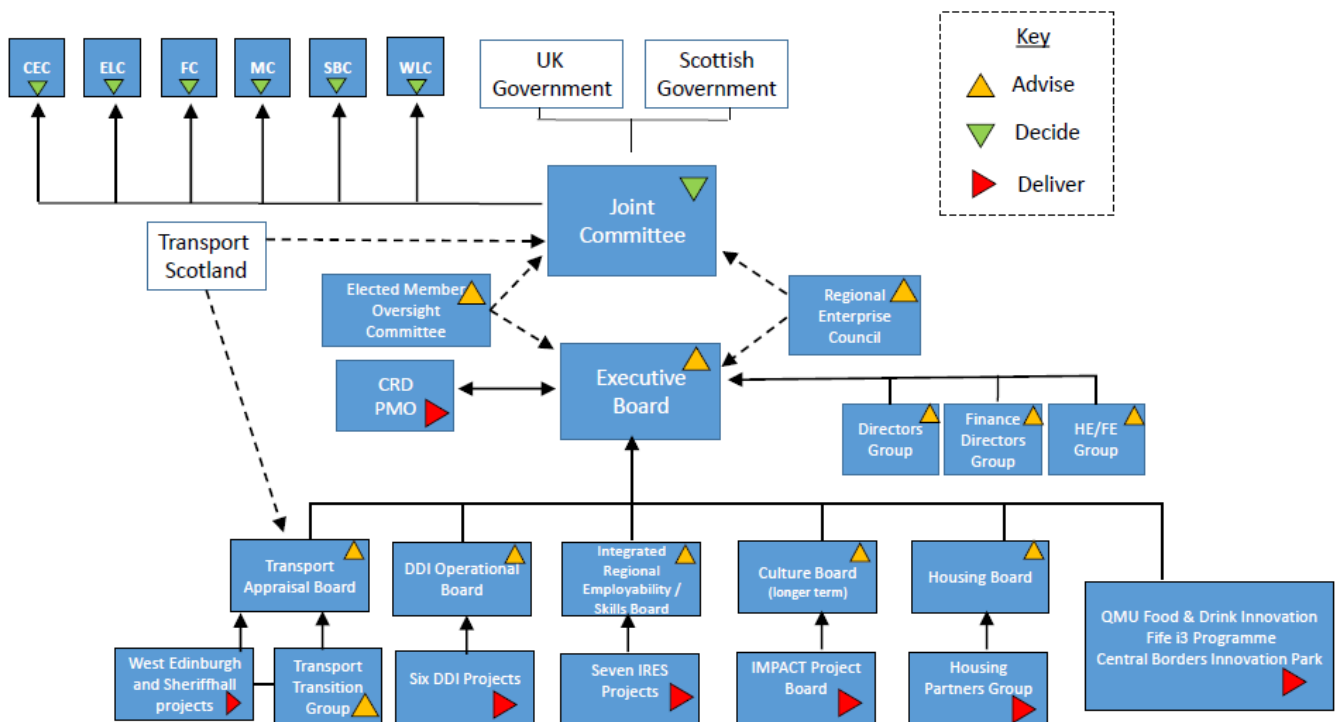 CEC
ELC
FC
MC
SBC
WLC
UK
Government
Scottish
Government
Key
Advise
Decide
Deliver
Joint
Committee
Transport
Scotland
Elected Member
Oversight
Committee
Regional
Enterprise
Council
CRD
PMO
Executive
Board
Directors
Group
Finance
Directors
Group
HE/FE
Group
Transport
Appraisal Board
DDI Operational
Board
Integrated
Regional
Employability /
Skills Board
Culture Board
(longer term)
Housing Board
QMU Food & Drink Innovation
Fife i3 Programme
Central Borders Innovation Park
West Edinburgh
and Sheriffhall
projects
Transport
Transition
Group
Six DDI Projects
Seven IRES
Projects
IMPACT Project
Board
Housing
Partners Group